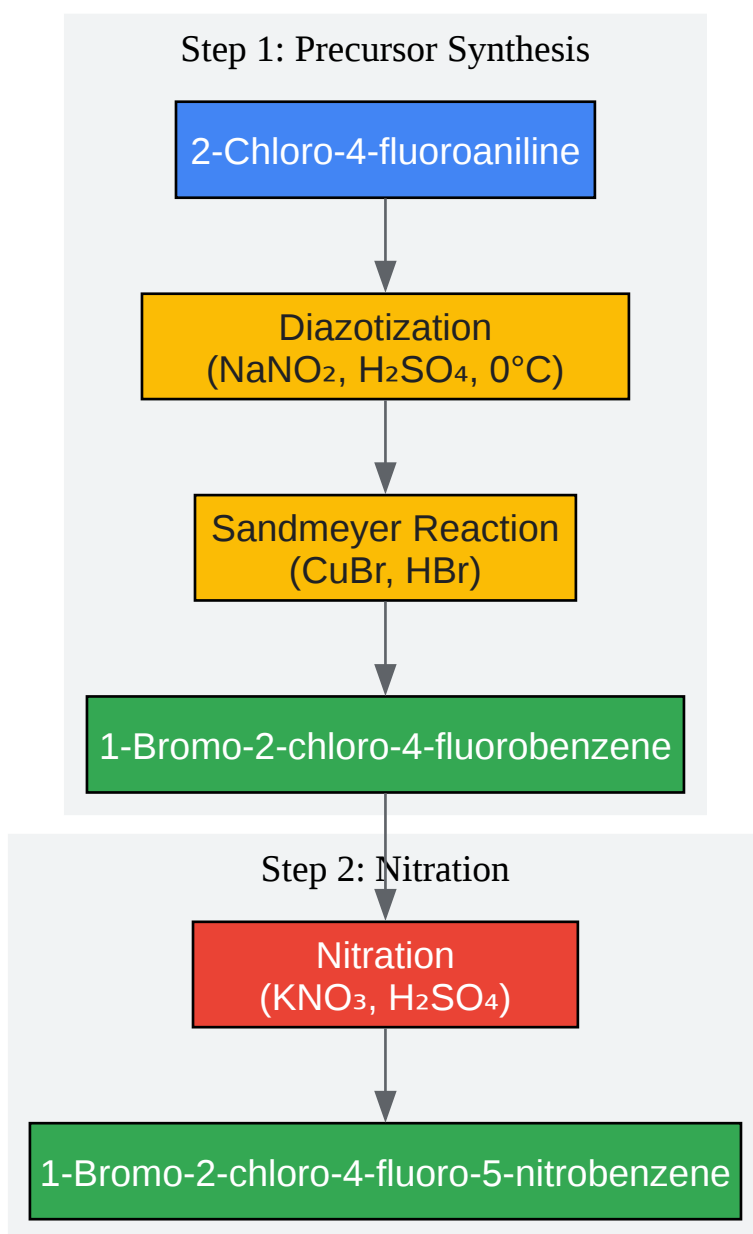 Step 1: Precursor Synthesis
2-Chloro-4-fluoroaniline
Diazotization
(NaNO₂, H₂SO₄, 0°C)
Sandmeyer Reaction
(CuBr, HBr)
1-Bromo-2-chloro-4-fluorobenzene
Step 2: Nitration
Nitration
(KNO₃, H₂SO₄)
1-Bromo-2-chloro-4-fluoro-5-nitrobenzene